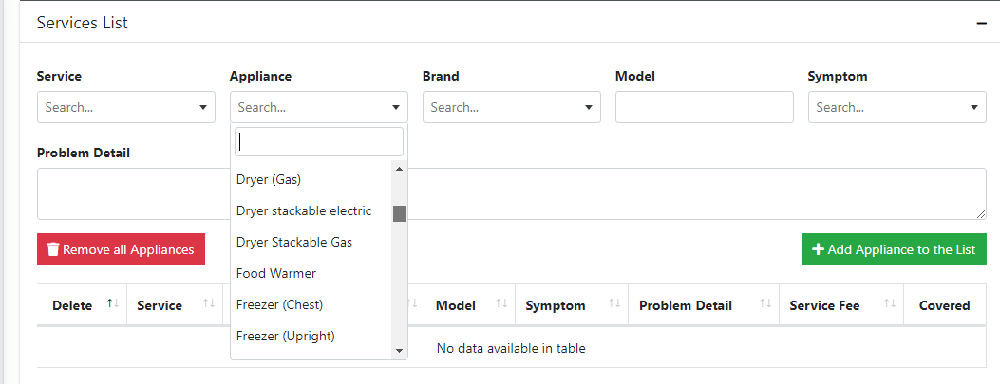 Services List
Service Appliance Brand Model Symptom
Search... Search... Search... Search...
Problem Detail
Dryer (Gas)
Dryer stackable electric
Dryer Stackable Gas
Food Warmer
Freezer (Chest)
Freezer (Upright)
Remove all Appliances
Add Appliance to the List
Delete Service Model Symptom Problem Detail Service Fee Covered
No data available in table